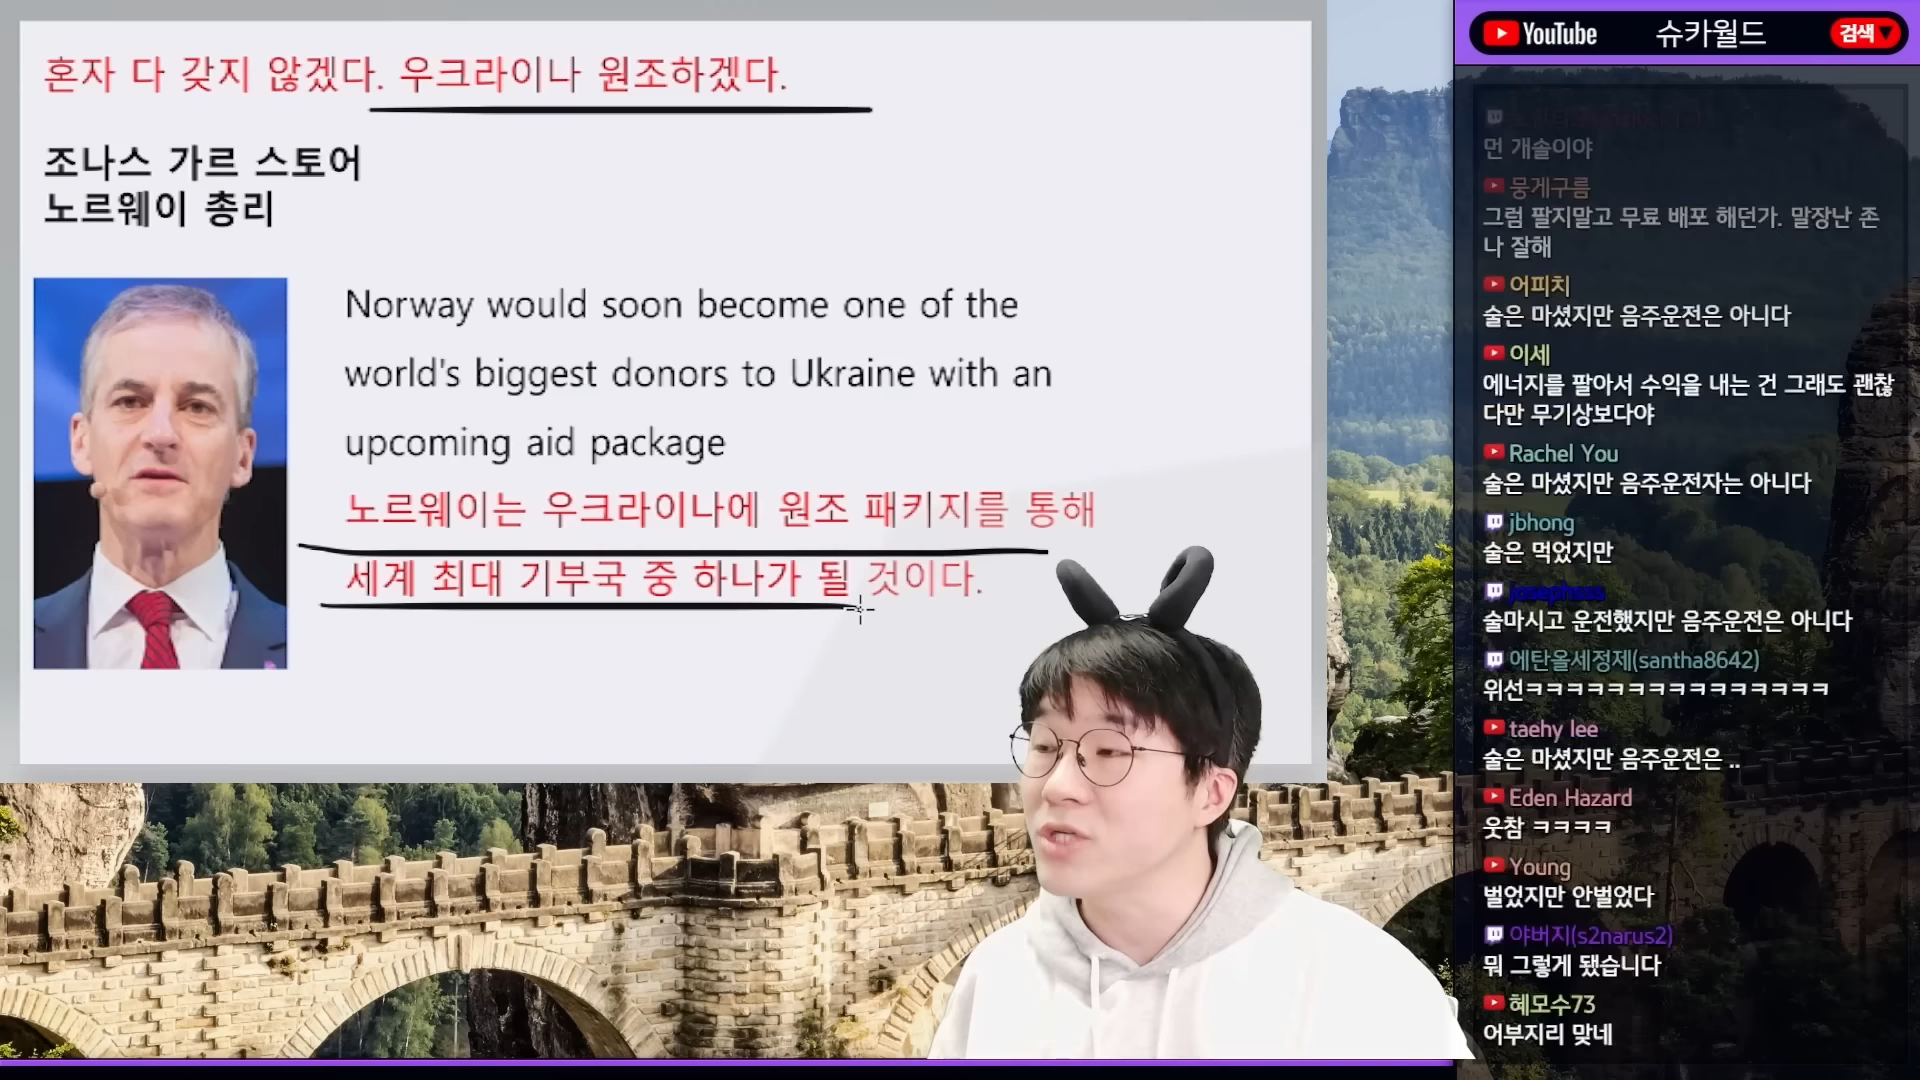 혼자 다 갖지 않겠다. 우크라이나 원조하겠다.
조나스 가르 스토어
노르웨이 총리
Norway would soon become one of the
world's biggest donors to Ukraine with an
upcoming aid package
노르웨이는 우크라이나에 원조 패키지를 통해
세계 최대 기부국 중 하나가 될 것이다.
YouTube 슈카월드 검색
먼 개솔이야
뭉게구름
그럼 팔지말고 무료 배포 해던가. 말장난 존
나 잘해
어피치
술은 마셨지만 음주운전은 아니다
이세
에너지를 팔아서 수익을 내는 건 그래도 괜찮
다만 무기상보다야
Rachel You
술은 마셨지만 음주운전자는 아니다
jbhong
술은 먹었지만
josephsss
술마시고 운전했지만 음주운전은 아니다
에탄올세정제(santha8642)
위선ㅋㅋㅋㅋㅋㅋㅋㅋㅋㅋㅋㅋㅋㅋㅋ
taehy lee
술은 마셨지만 음주운전은 ..
Eden Hazard
웃참 ㅋㅋㅋㅋ
Young
벌었지만 안벌었다
야버지(s2narus2)
뭐 그렇게 됐습니다
혜모수73
어부지리 맞네